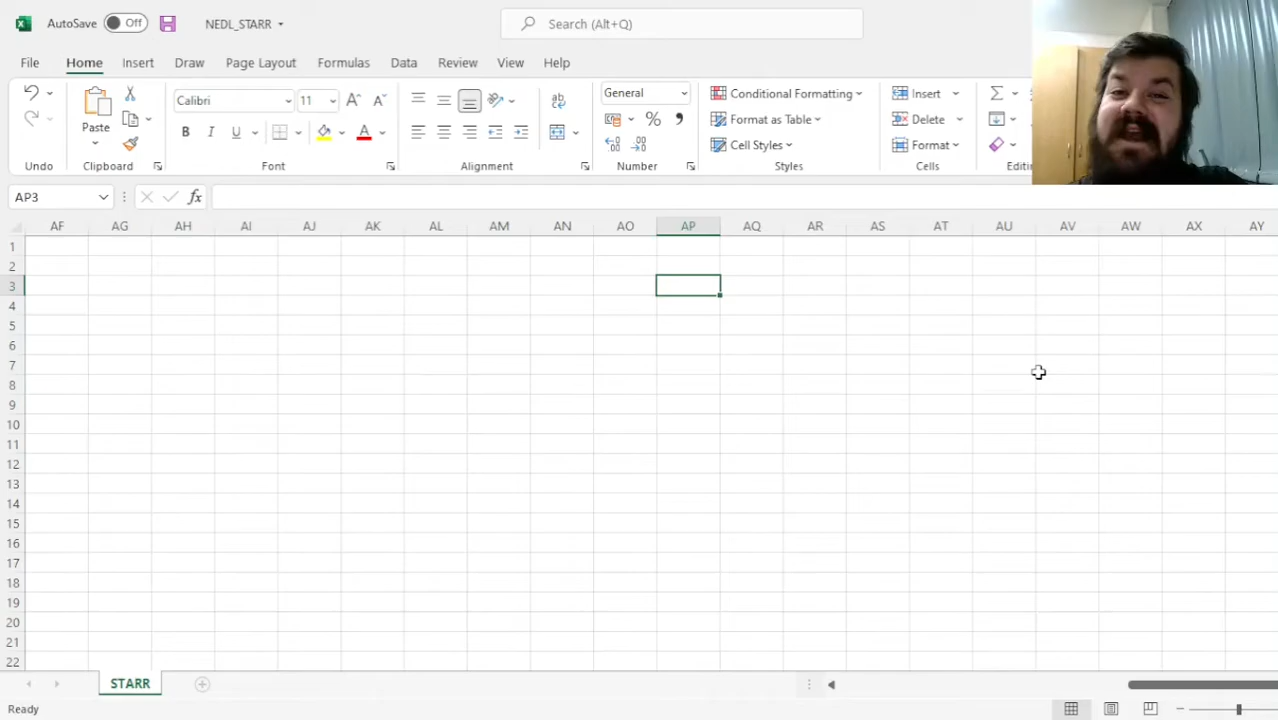 AutoSave Off NEDL_STARR Search (Alt+Q)
File Home Insert Draw Page Layout Formulas Data Review View Help
Calibri 11 General Conditional Formatting Insert
Paste Format as Table Delete
B I U A Cell Styles Format
Undo Clipboard Font Alignment Number Styles Cells Editin
AP3 fx
AF AG AH AI AJ AK AL AM AN AO AP AQ AR AS AT AU AV AW AX AY
1
2
3
4
5
6
7
8
9
10
11
12
13
14
15
16
17
18
19
20
21
22
STARR
Ready